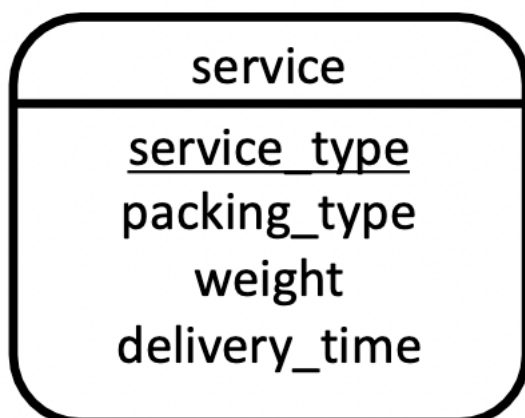 service
service_type
packing_type
weight
delivery_time